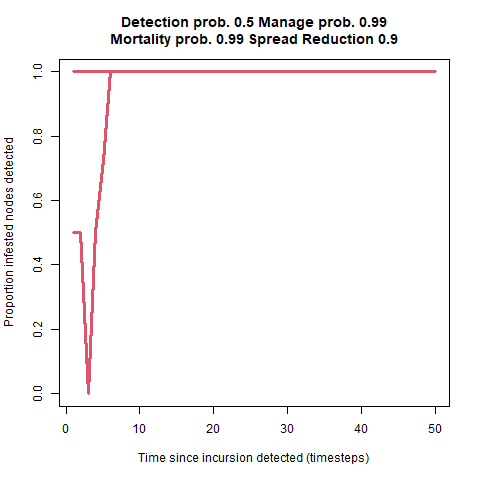 Detection prob. 0.5 Manage prob. 0.99
Mortality prob. 0.99 Spread Reduction 0.9
Proportion infested nodes detected
1.0
0.8
0.6
0.4
0.2
0.0
0 10 20 30 40 50
Time since incursion detected (timesteps)